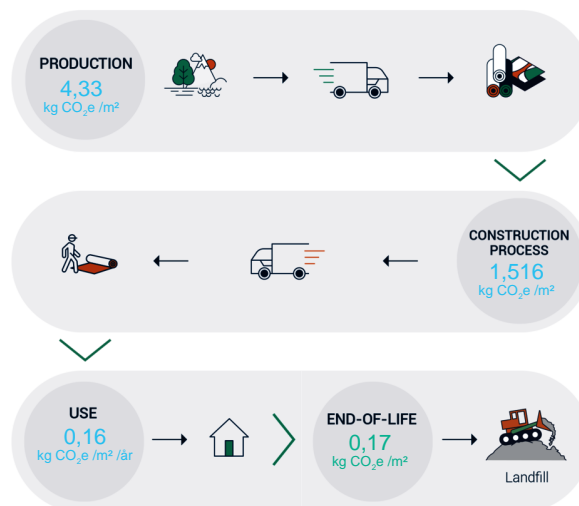 PRODUCTION
4,33
kg CO₂e /m²
CONSTRUCTION
PROCESS
1,516
kg CO₂e /m²
USE
0,16
kg CO₂e /m² /år
END-OF-LIFE
0,17
kg CO₂e /m²
Landfill